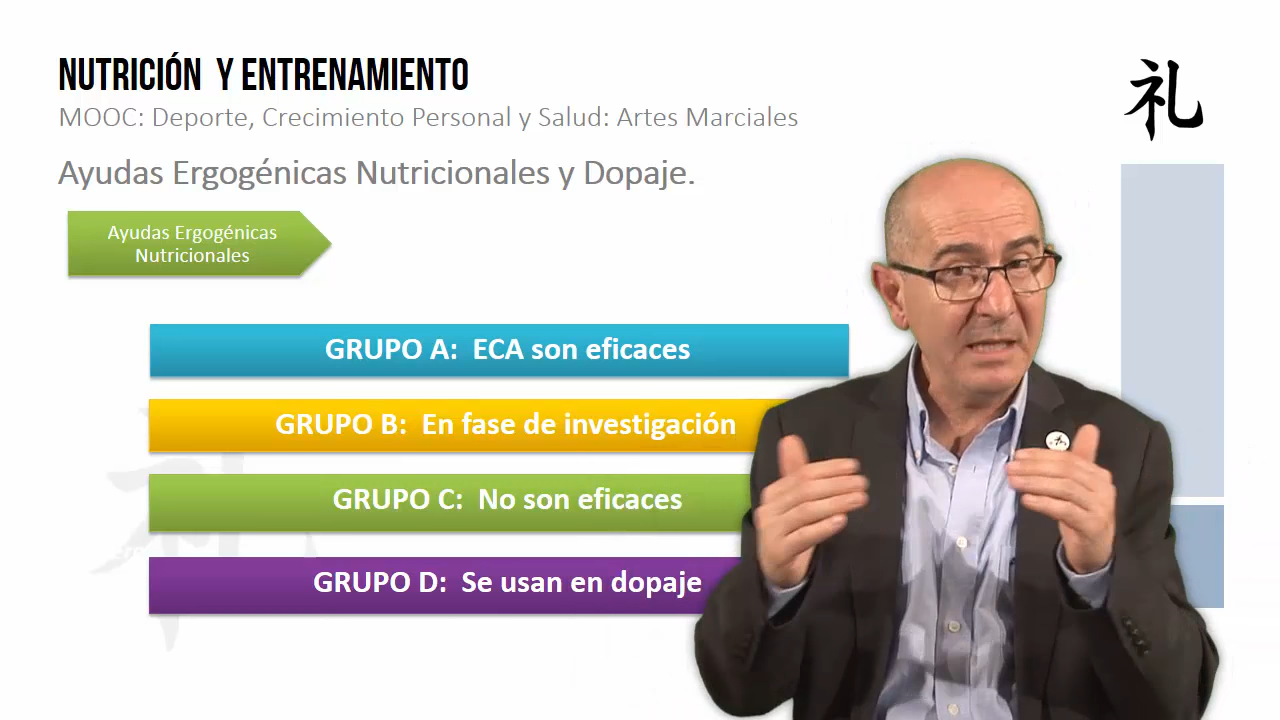 NUTRICIÓN Y ENTRENAMIENTO
MOOC: Deporte, Crecimiento Personal y Salud: Artes Marciales
礼
Ayudas Ergogénicas Nutricionales y Dopaje.
Ayudas Ergogénicas
Nutricionales
GRUPO A: ECA son eficaces
GRUPO B: En fase de investigación
GRUPO C: No son eficaces
GRUPO D: Se usan en dopaje